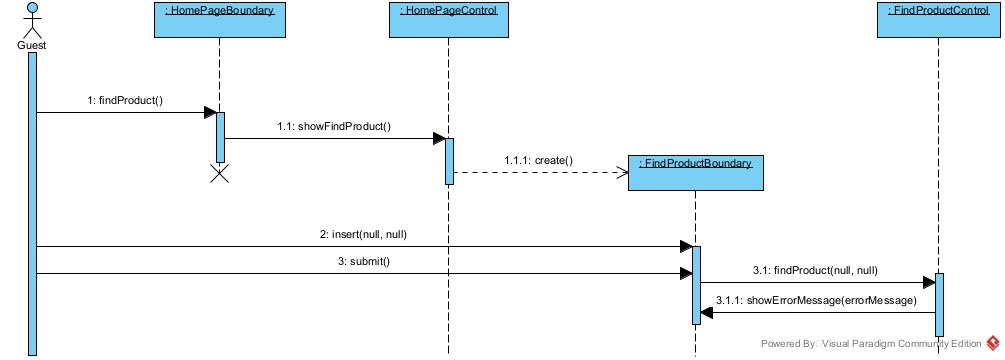 : HomePageBoundary
: HomePageControl
: FindProductControl
Guest
1: findProduct()
1.1: showFindProduct()
1.1.1: create()
: FindProductBoundary
2: insert(null, null)
3: submit()
3.1: findProduct(null, null)
3.1.1: showErrorMessage(errorMessage)
Powered By Visual Paradigm Community Edition